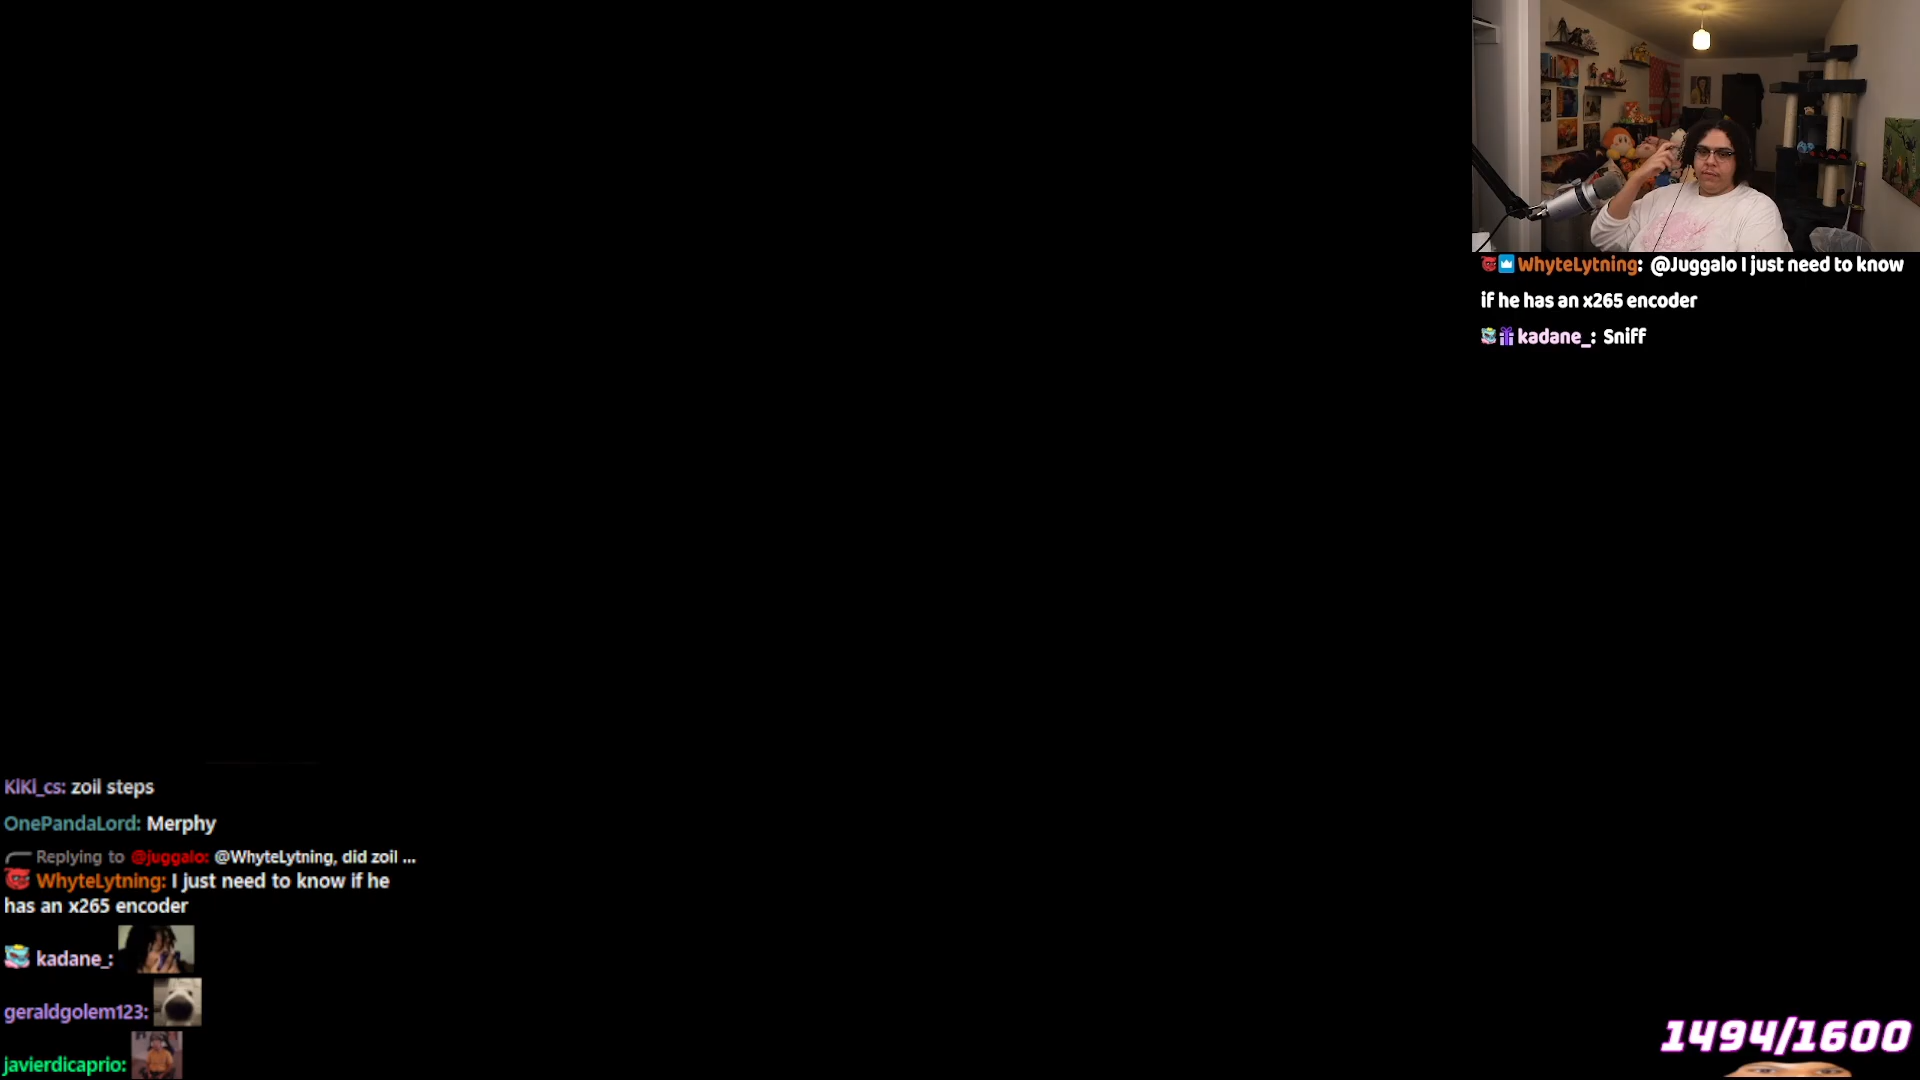 WhyteLytning: @Juggalo I just need to know
if he has an x265 encoder
kadane_: Sniff
KlKl_cs: zoil steps
OnePandaLord: Merphy
Replying to @juggalo: @WhyteLytning, did zoil ...
WhyteLytning: I just need to know if he
has an x265 encoder
kadane_:
geraldgolem123:
javierdicaprio:
1494/1600